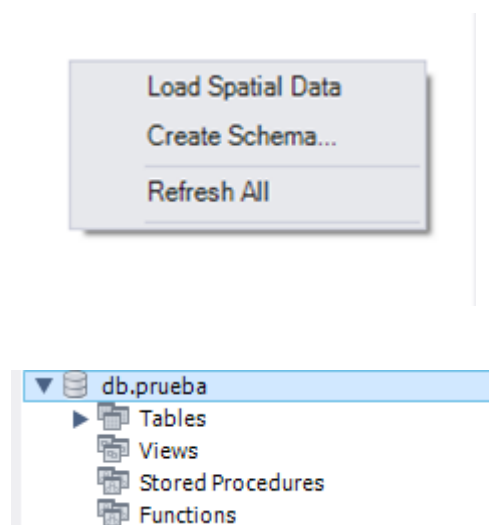 Load Spatial Data
Create Schema...
Refresh All
db.prueba
Tables
Views
Stored Procedures
Functions